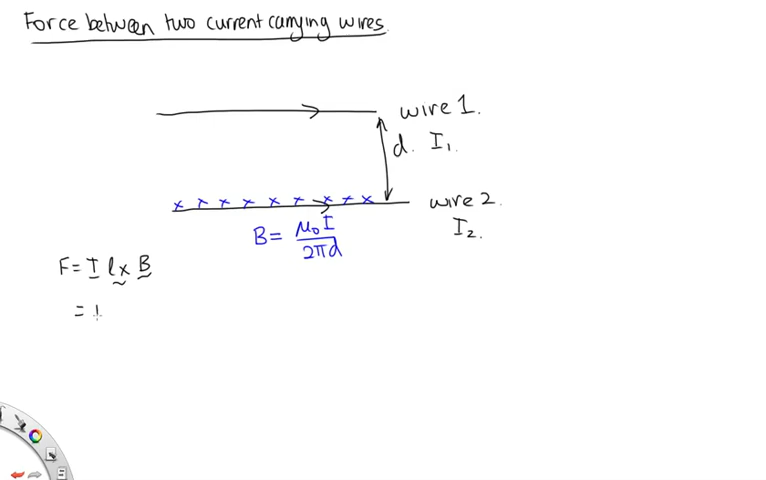 Force between two current carrying wires
wire 1.
d. I₁
x x x x x x x x x
wire 2.
I₂.
B = μ₀I / 2πd
F = I l x B
= I